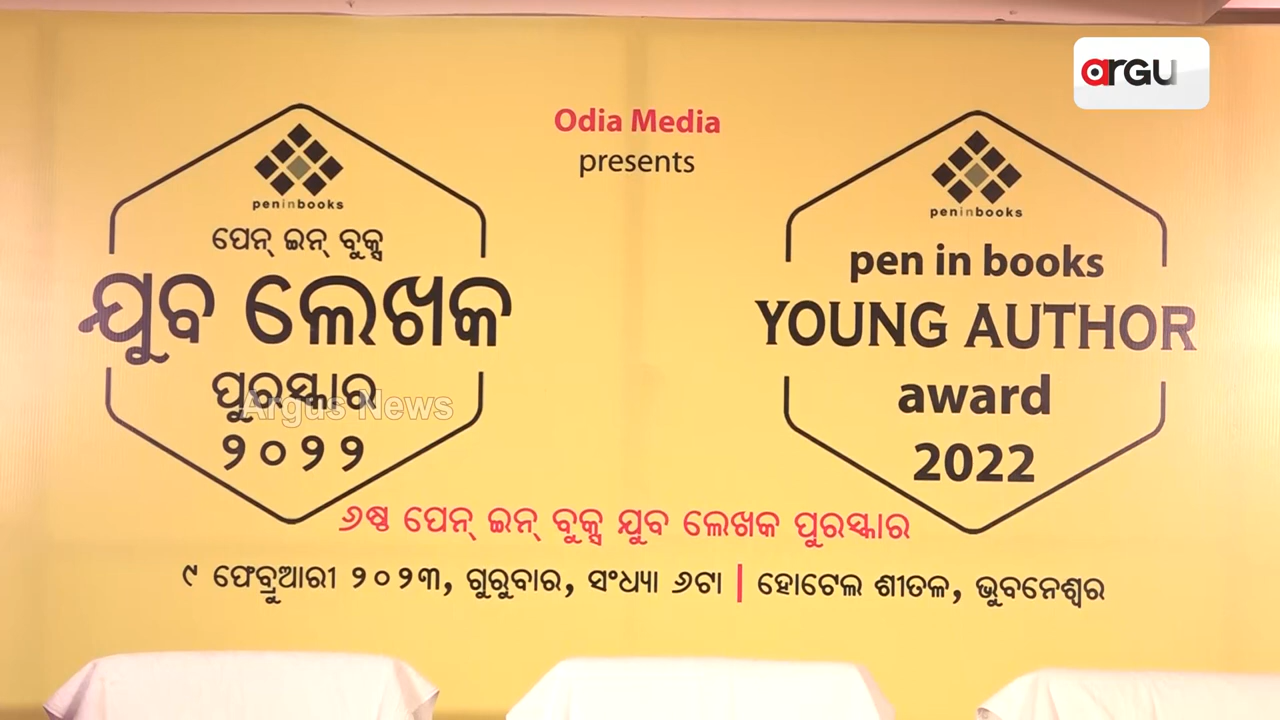 ARGU
Odia Media
presents
peninbooks
ପେନ୍ ଇନ୍ ବୁକ୍ସ
ଯୁବ ଲେଖକ
ପୁରସ୍କାର
୨୦୨୨
Argus News
peninbooks
pen in books
YOUNG AUTHOR
award
2022
୬ଷ୍ଠ ପେନ୍ ଇନ୍ ବୁକ୍ସ ଯୁବ ଲେଖକ ପୁରସ୍କାର
୯ ଫେବ୍ରୁଆରୀ ୨୦୨୩, ଗୁରୁବାର, ସଂଧ୍ୟା ୬ଟା | ହୋଟେଲ ଶୀତଳ, ଭୁବନେଶ୍ୱର